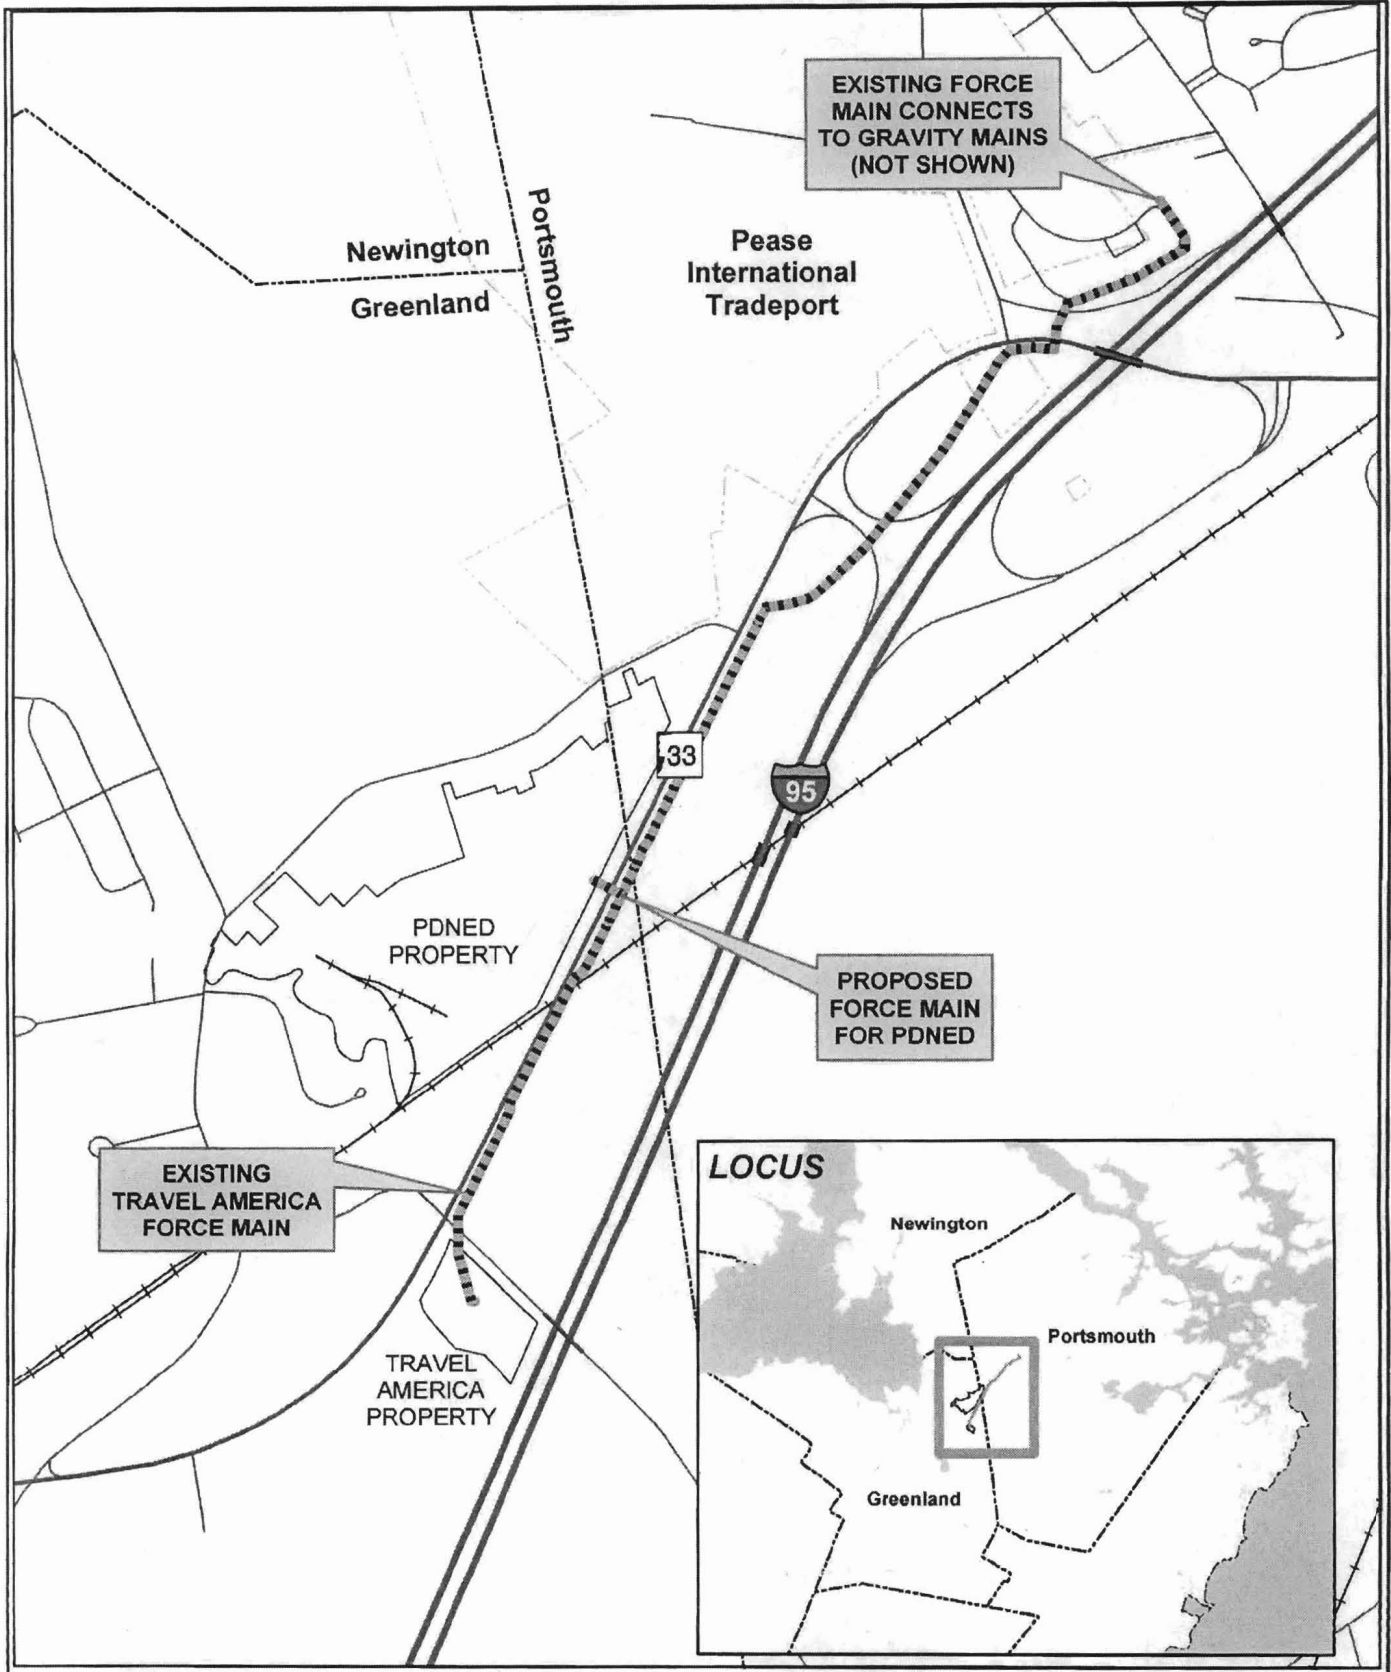 EXISTING FORCE
MAIN CONNECTS
TO GRAVITY MAINS
(NOT SHOWN)
Newington
Greenland
Portsmouth
Pease
International
Tradeport
33
95
PDNED
PROPERTY
PROPOSED
FORCE MAIN
FOR PDNED
EXISTING
TRAVEL AMERICA
FORCE MAIN
TRAVEL
AMERICA
PROPERTY
LOCUS
Newington
Portsmouth
Greenland